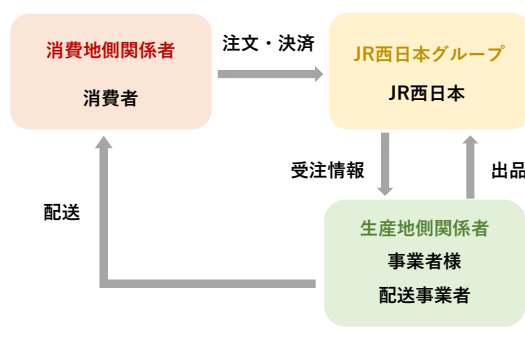 消費地側関係者
消費者
注文・決済
JR西日本グループ
JR西日本
受注情報
出品
配送
生産地側関係者
事業者様
配送事業者